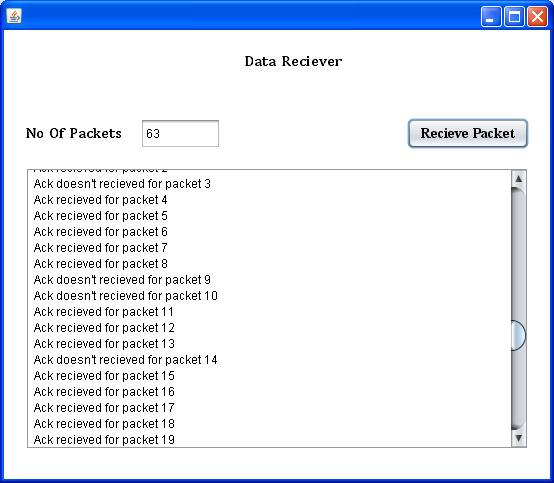 Data Reciever
No Of Packets 63 Recieve Packet
Ack recieved for packet 2
Ack doesn't recieved for packet 3
Ack recieved for packet 4
Ack recieved for packet 5
Ack recieved for packet 6
Ack recieved for packet 7
Ack recieved for packet 8
Ack doesn't recieved for packet 9
Ack doesn't recieved for packet 10
Ack recieved for packet 11
Ack recieved for packet 12
Ack recieved for packet 13
Ack doesn't recieved for packet 14
Ack recieved for packet 15
Ack recieved for packet 16
Ack recieved for packet 17
Ack recieved for packet 18
Ack recieved for packet 19